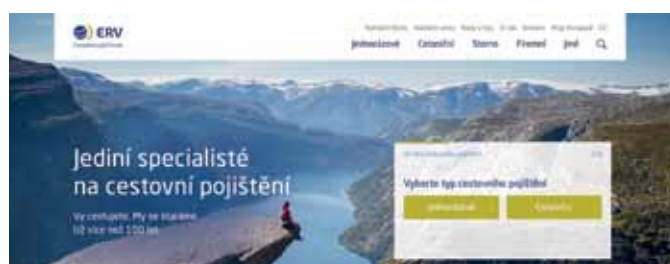 ERV
Jednorázové Celoroční Storno Firemní Jiné
Jediní specialisté
na cestovní pojištění
Vy cestujete. My se staráme.
Již více než 100 let.
Vyberte typ cestovního pojištění
Jednorázové
Celoroční